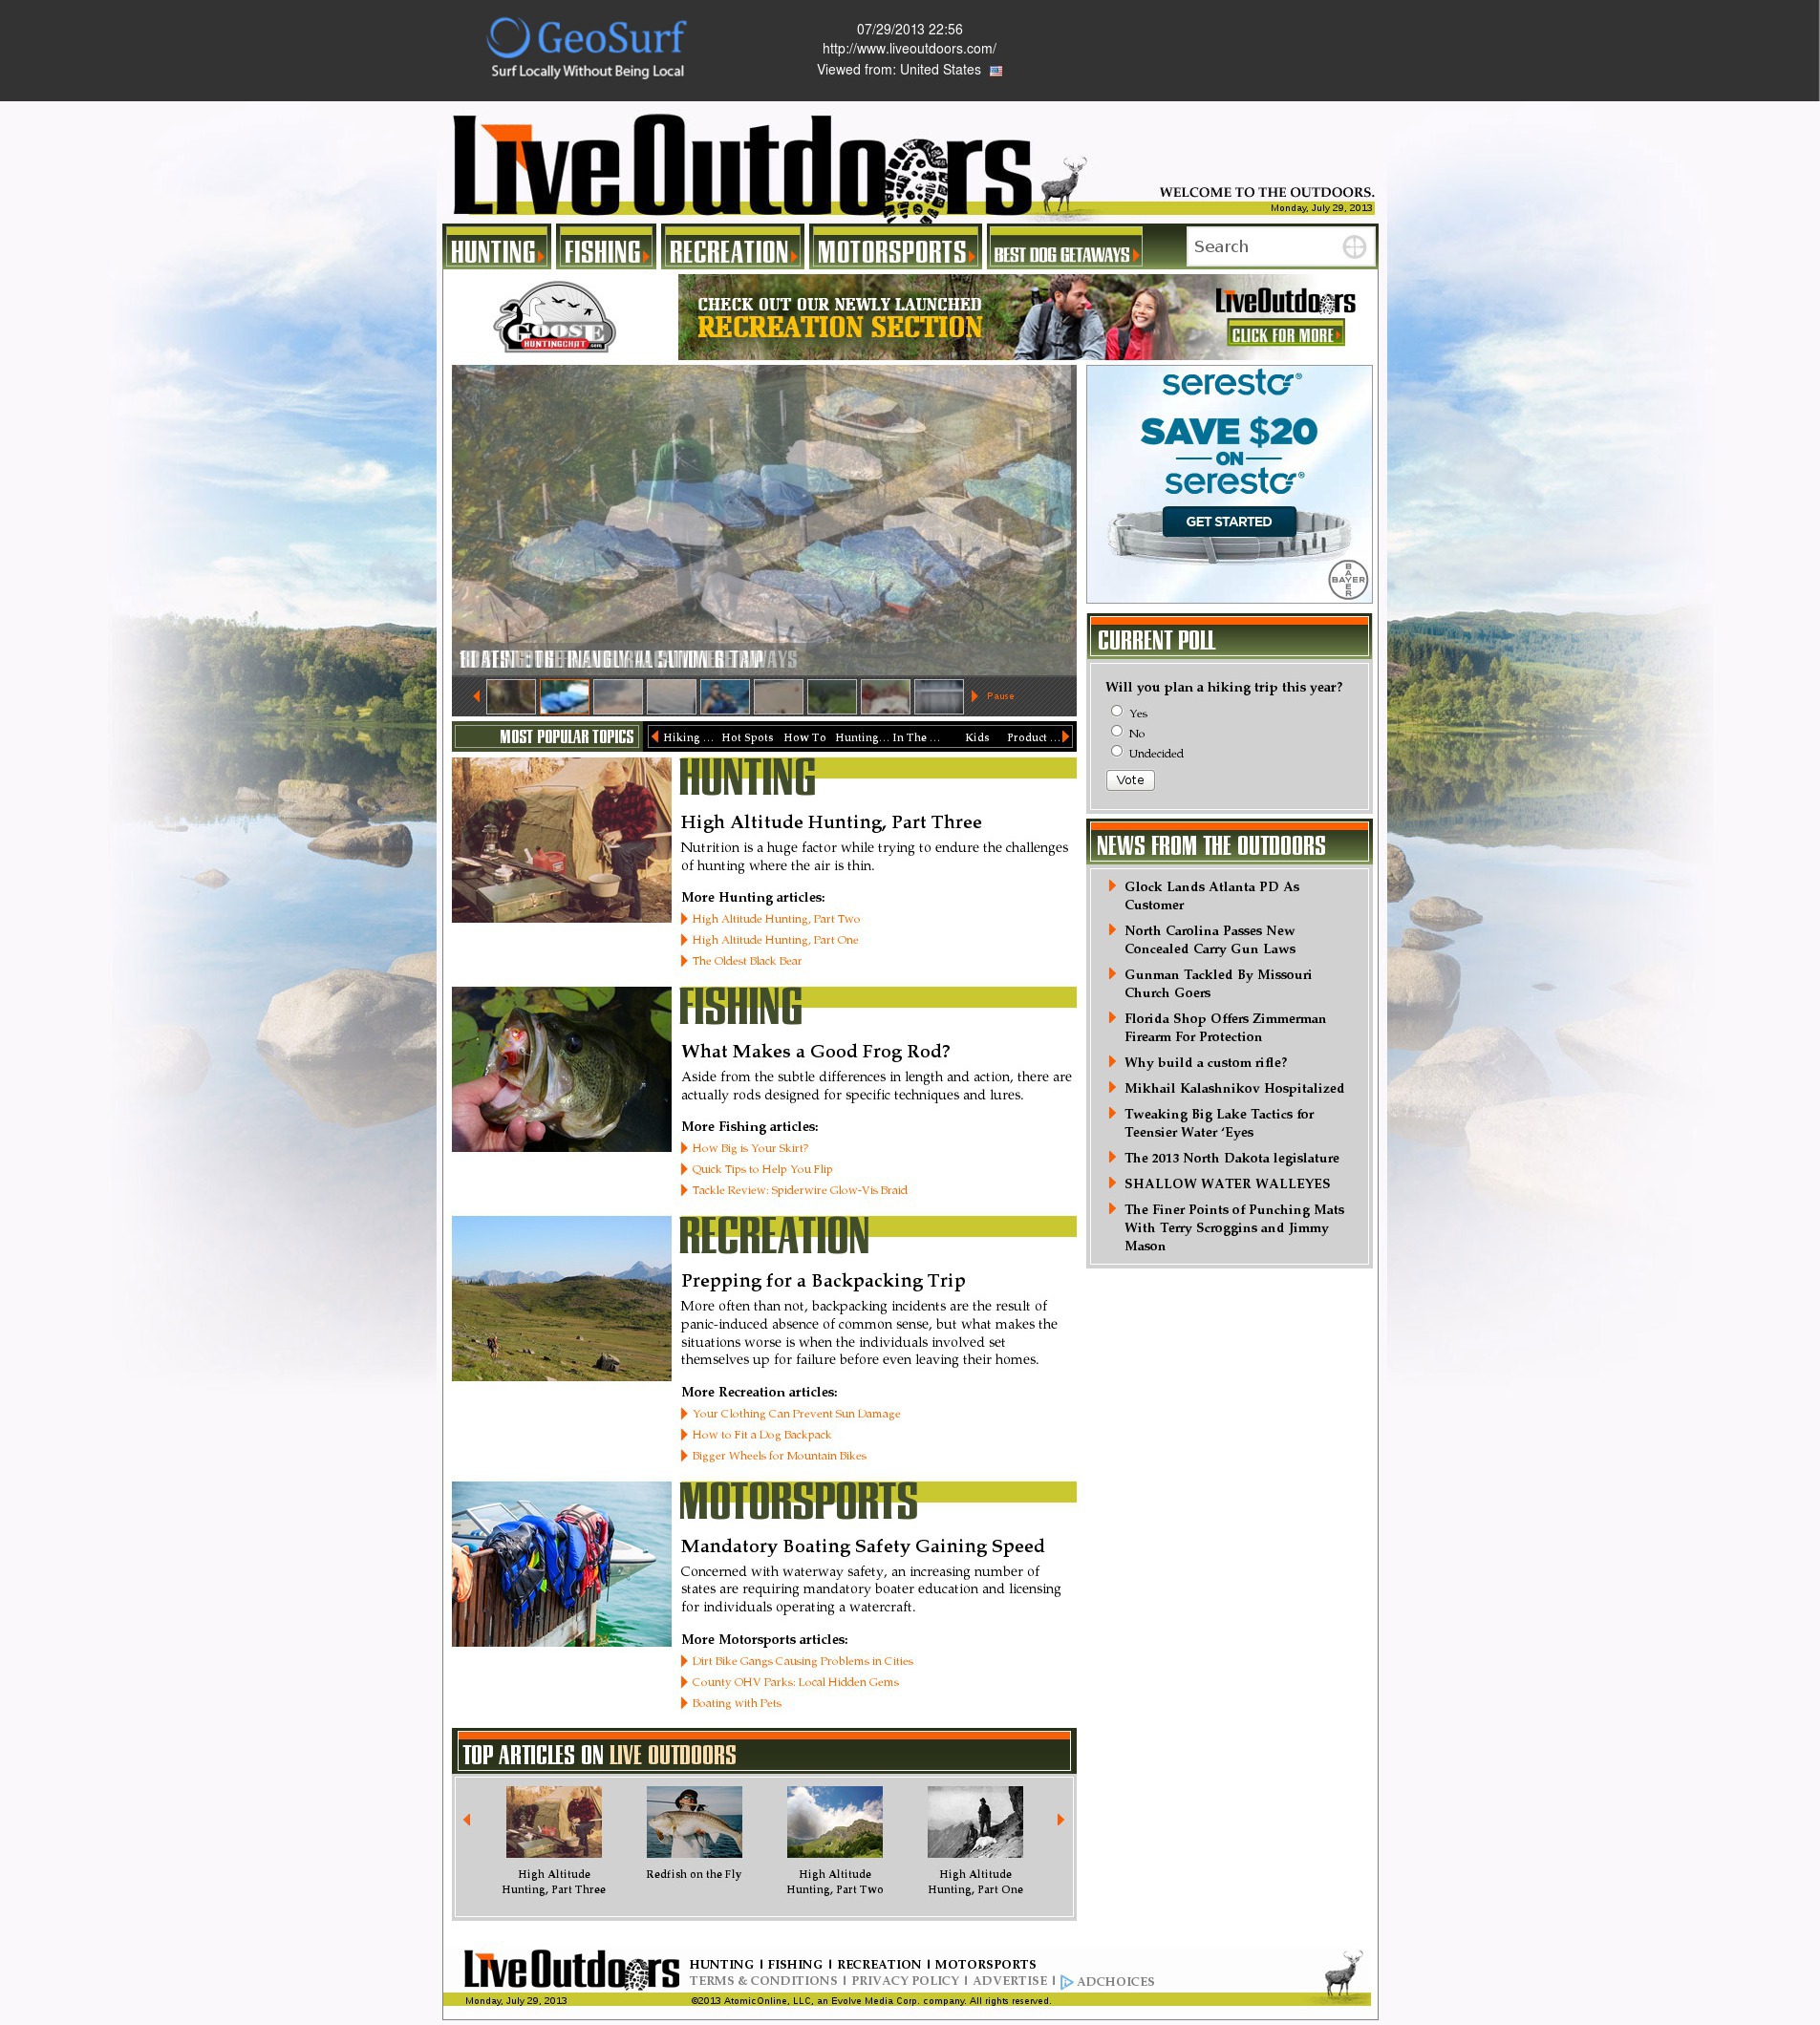 GeoSurf
Surf Locally Without Being Local
07/29/2013 22:56
http://www.liveoutdoors.com/
Viewed from: United States
LiveOutdoors
WELCOME TO THE OUTDOORS.
Monday, July 29, 2013
HUNTING
FISHING
RECREATION
MOTORSPORTS
BEST DOG GETAWAYS
Search
GOOSE
HUNTINGCHAT.com
CHECK OUT OUR NEWLY LAUNCHED
RECREATION SECTION
LiveOutdoors
CLICK FOR MORE
seresto®
SAVE $20
ON
seresto®
GET STARTED
BAYER
BAYER
Pause
MOST POPULAR TOPICS
Hiking ... Hot Spots How To Hunting... In The ... Kids Product ...
CURRENT POLL
Will you plan a hiking trip this year?
Yes
No
Undecided
Vote
HUNTING
High Altitude Hunting, Part Three
Nutrition is a huge factor while trying to endure the challenges
of hunting where the air is thin.
More Hunting articles:
High Altitude Hunting, Part Two
High Altitude Hunting, Part One
The Oldest Black Bear
FISHING
What Makes a Good Frog Rod?
Aside from the subtle differences in length and action, there are
actually rods designed for specific techniques and lures.
More Fishing articles:
How Big is Your Skirt?
Quick Tips to Help You Flip
Tackle Review: Spiderwire Glow-Vis Braid
RECREATION
Prepping for a Backpacking Trip
More often than not, backpacking incidents are the result of
panic-induced absence of common sense, but what makes the
situations worse is when the individuals involved set
themselves up for failure before even leaving their homes.
More Recreation articles:
Your Clothing Can Prevent Sun Damage
How to Fit a Dog Backpack
Bigger Wheels for Mountain Bikes
MOTORSPORTS
Mandatory Boating Safety Gaining Speed
Concerned with waterway safety, an increasing number of
states are requiring mandatory boater education and licensing
for individuals operating a watercraft.
More Motorsports articles:
Dirt Bike Gangs Causing Problems in Cities
County OHV Parks: Local Hidden Gems
Boating with Pets
NEWS FROM THE OUTDOORS
Glock Lands Atlanta PD As
Customer
North Carolina Passes New
Concealed Carry Gun Laws
Gunman Tackled By Missouri
Church Goers
Florida Shop Offers Zimmerman
Firearm For Protection
Why build a custom rifle?
Mikhail Kalashnikov Hospitalized
Tweaking Big Lake Tactics for
Teensier Water ‘Eyes
The 2013 North Dakota legislature
SHALLOW WATER WALLEYES
The Finer Points of Punching Mats
With Terry Scroggins and Jimmy
Mason
TOP ARTICLES ON LIVE OUTDOORS
High Altitude
Hunting, Part Three
Redfish on the Fly
High Altitude
Hunting, Part Two
High Altitude
Hunting, Part One
LiveOutdoors
HUNTING | FISHING | RECREATION | MOTORSPORTS
TERMS & CONDITIONS | PRIVACY POLICY | ADVERTISE | ADCHOICES
Monday, July 29, 2013
©2013 AtomicOnline, LLC, an Evolve Media Corp. company. All rights reserved.